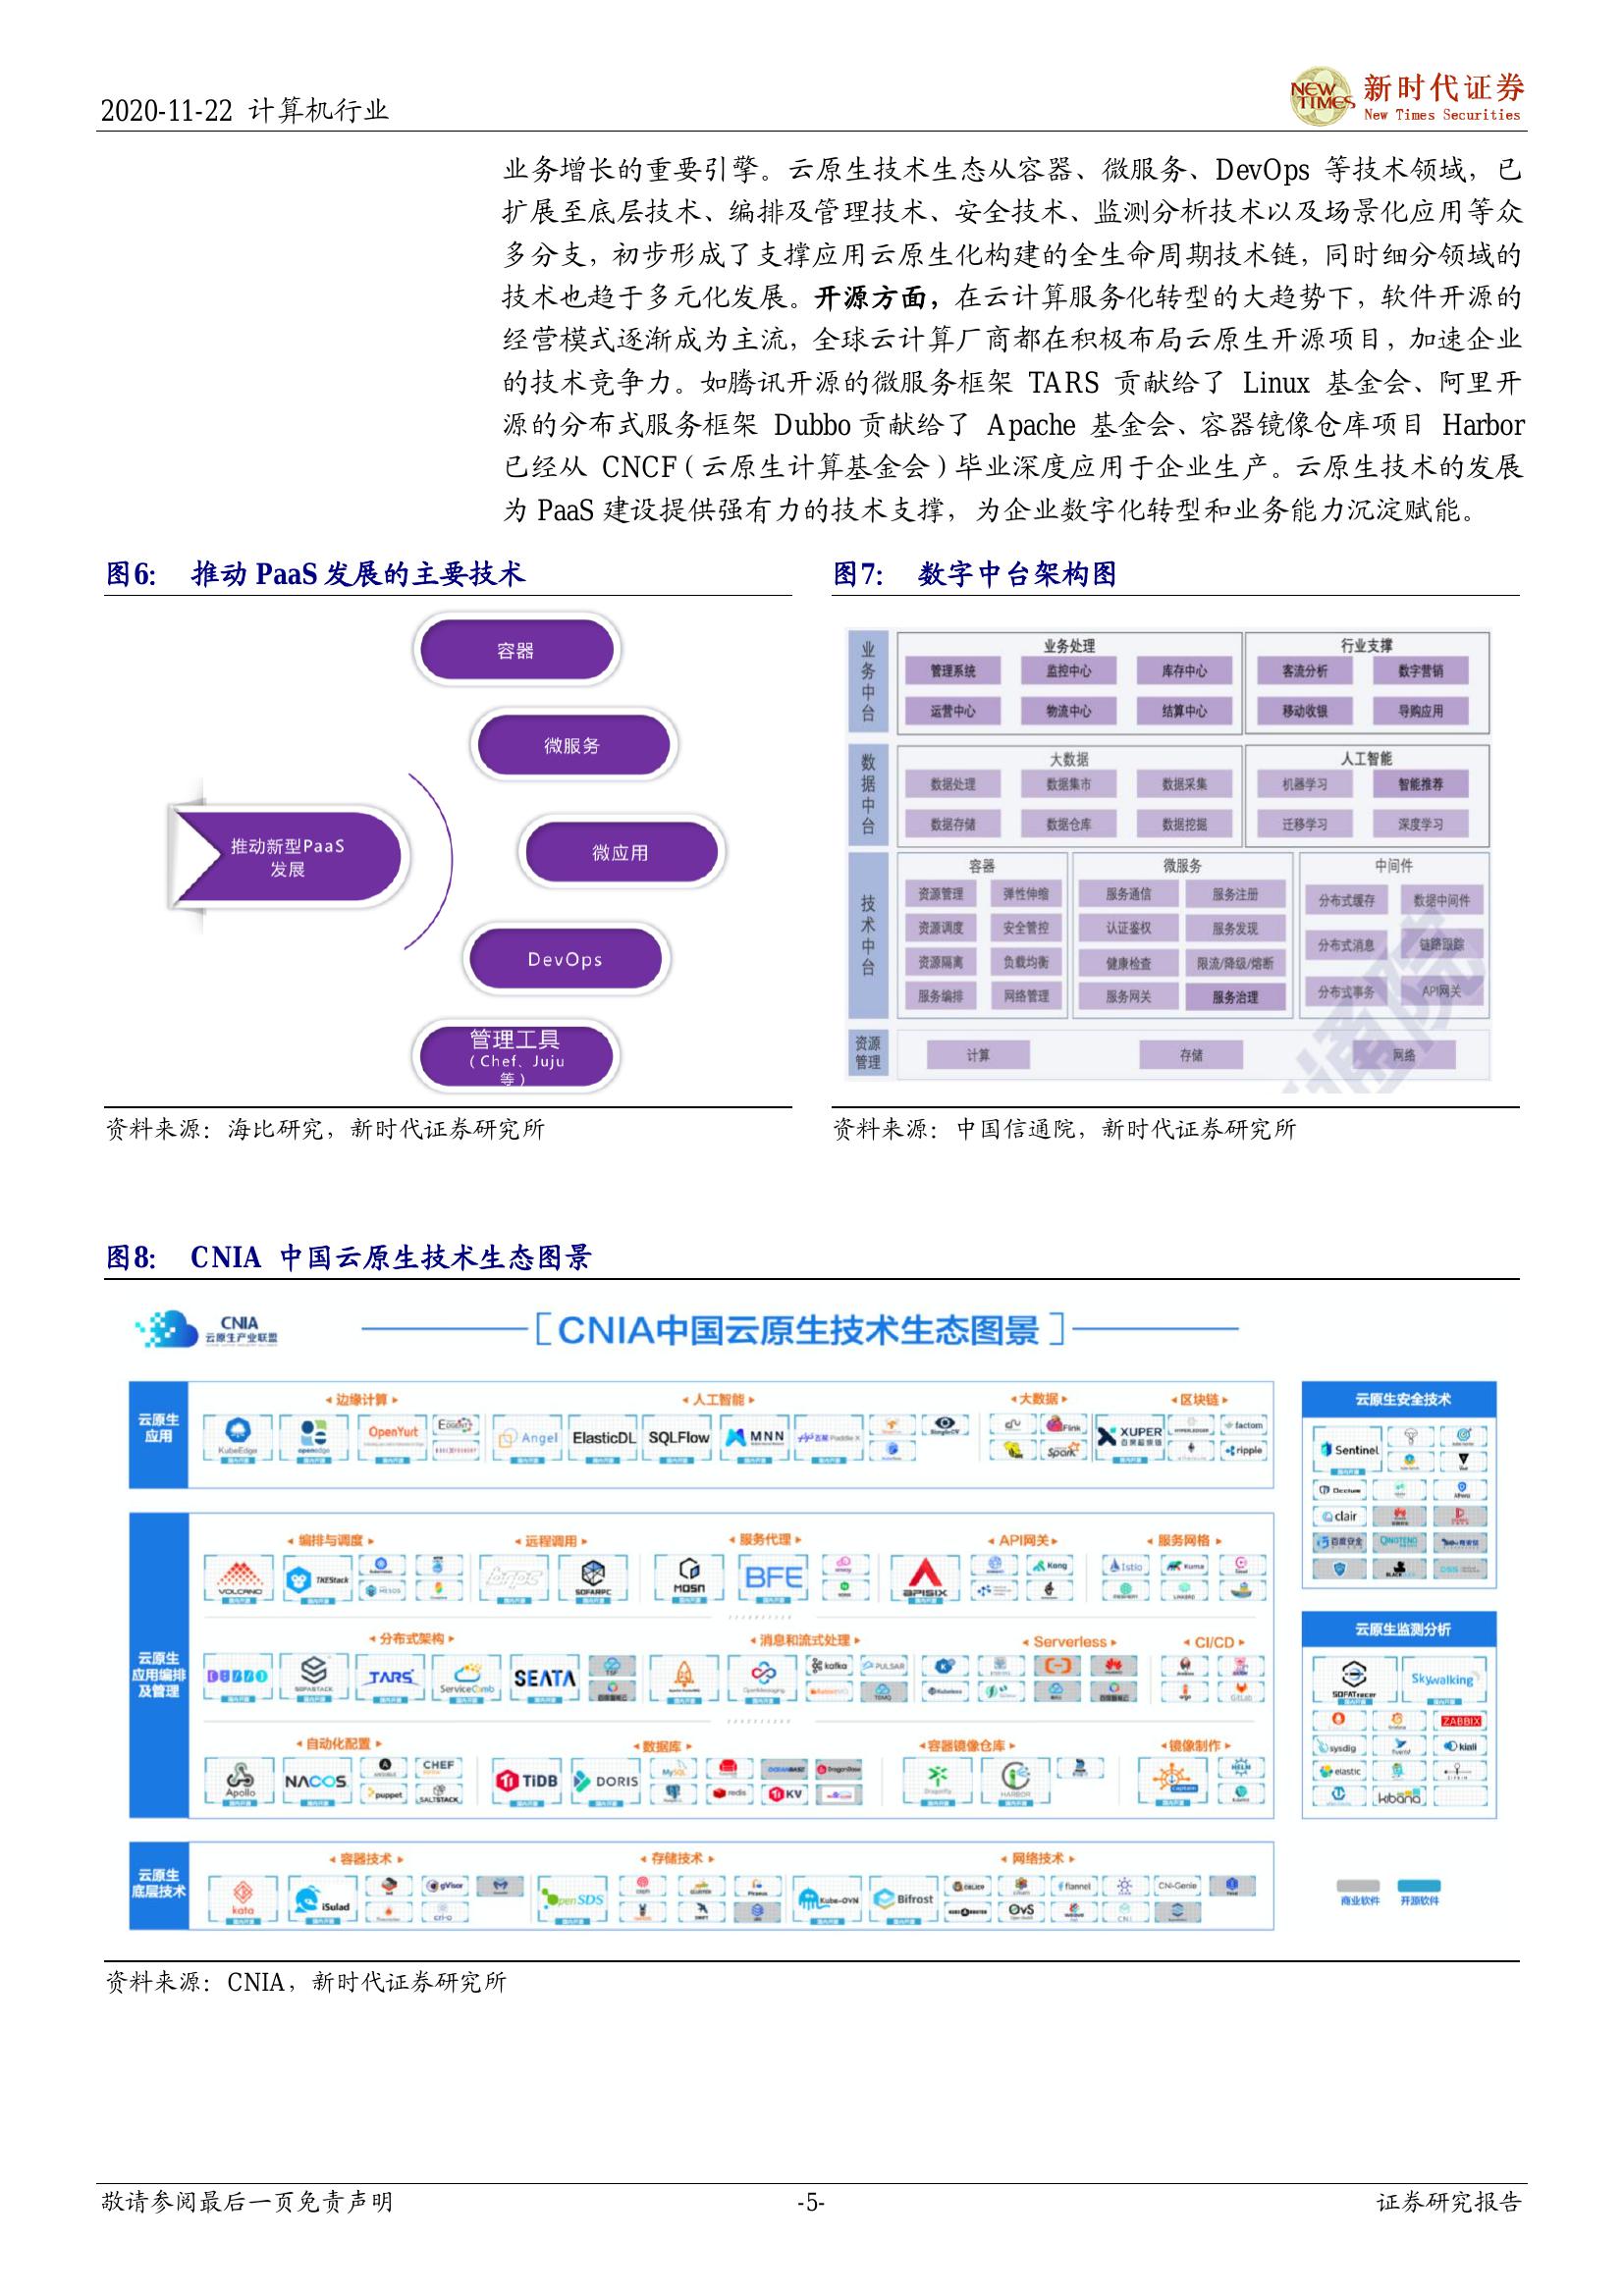 2020-11-22 计算机行业
NEW TIMES 新时代证券
New Times Securities
业务增长的重要引擎。云原生技术生态从容器、微服务、DevOps 等技术领域，已
扩展至底层技术、编排及管理技术、安全技术、监测分析技术以及场景化应用等众
多分支，初步形成了支撑应用云原生化构建的全生命周期技术链，同时细分领域的
技术也趋于多元化发展。开源方面，在云计算服务化转型的大趋势下，软件开源的
经营模式逐渐成为主流，全球云计算厂商都在积极布局云原生开源项目，加速企业
的技术竞争力。如腾讯开源的微服务框架 TARS 贡献给了 Linux 基金会、阿里开
源的分布式服务框架 Dubbo 贡献给了 Apache 基金会、容器镜像仓库项目 Harbor
已经从 CNCF（云原生计算基金会）毕业深度应用于企业生产。云原生技术的发展
为 PaaS 建设提供强有力的技术支撑，为企业数字化转型和业务能力沉淀赋能。
图6： 推动 PaaS 发展的主要技术
容器
微服务
推动新型PaaS
发展
微应用
DevOps
管理工具
（Chef、Juju
等）
资料来源：海比研究，新时代证券研究所
图7： 数字中台架构图
业务中台
业务处理 行业支撑
管理系统 监控中心 库存中心 客流分析 数字营销
运营中心 物流中心 结算中心 移动收银 导购应用
数据中台
大数据 人工智能
数据处理 数据集市 数据采集 机器学习 智能推荐
数据存储 数据仓库 数据挖掘 迁移学习 深度学习
技术中台
容器 微服务 中间件
资源管理 弹性伸缩 服务通信 服务注册 分布式缓存 数据中间件
资源调度 安全管控 认证鉴权 服务发现 分布式消息 链路跟踪
资源隔离 负载均衡 健康检查 限流/降级/熔断
服务编排 网络管理 服务网关 服务治理 分布式事务 API网关
资源管理
计算 存储 网络
资料来源：中国信通院，新时代证券研究所
图8： CNIA 中国云原生技术生态图景
CNIA
云原生产业联盟
CNIA中国云原生技术生态图景
云原生
应用
边缘计算 人工智能 大数据 区块链
KubeEdge openedge OpenYurt Angel ElasticDL SQLFlow MNN Flink Spark XUPER factom ripple
云原生
应用编排
及管理
编排与调度 远程调用 服务代理 API网关 服务网格
VOLCANO TKEStack MESOS brpc SOFARPC MOSN BFE APISIX Kong Istio Kuma
分布式架构 消息和流式处理 Serverless CI/CD
DUBBO SOFASTACK TARS ServiceComb SEATA kafka PULSAR argo GitLab
自动化配置 数据库 容器镜像仓库 镜像制作
Apollo NACOS CHEF puppet SALTSTACK TiDB DORIS MySQL redis OCEANBASE KV Dragonfly HARBOR HELM
云原生
底层技术
容器技术 存储技术 网络技术
kata iSulad gVisor cri-o OpenSDS Kube-OVN Bifrost CALICO flannel OvS CNI-Genie
云原生安全技术
Sentinel clair 百度安全 QINGTENG
云原生监测分析
SOFATracer Skywalking ZABBIX sysdig kiali elastic kibana
商业软件 开源软件
资料来源：CNIA，新时代证券研究所
敬请参阅最后一页免责声明 -5- 证券研究报告